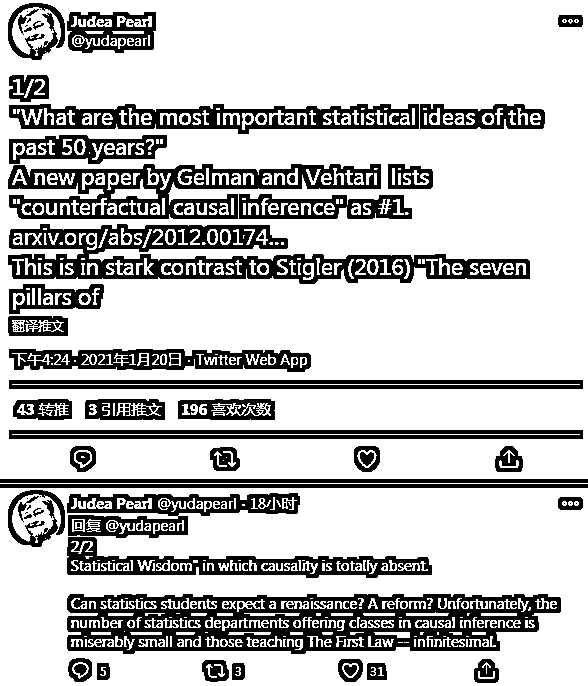 Judea Pearl
@yudapearl
1/2
"What are the most important statistical ideas of the
past 50 years?"
A new paper by Gelman and Vehtari  lists
"counterfactual causal inference" as #1.
arxiv.org/abs/2012.00174...
This is in stark contrast to Stigler (2016) "The seven
pillars of
翻译推文
下午4:24 · 2021年1月20日 · Twitter Web App
43 转推 3 引用推文 196 喜欢次数
Judea Pearl @yudapearl · 18小时
回复 @yudapearl
2/2
Statistical Wisdom" in which causality is totally absent.
Can statistics students expect a renaissance? A reform? Unfortunately, the
number of statistics departments offering classes in causal inference is
miserably small and those teaching The First Law -- infinitesimal.
5 3 31